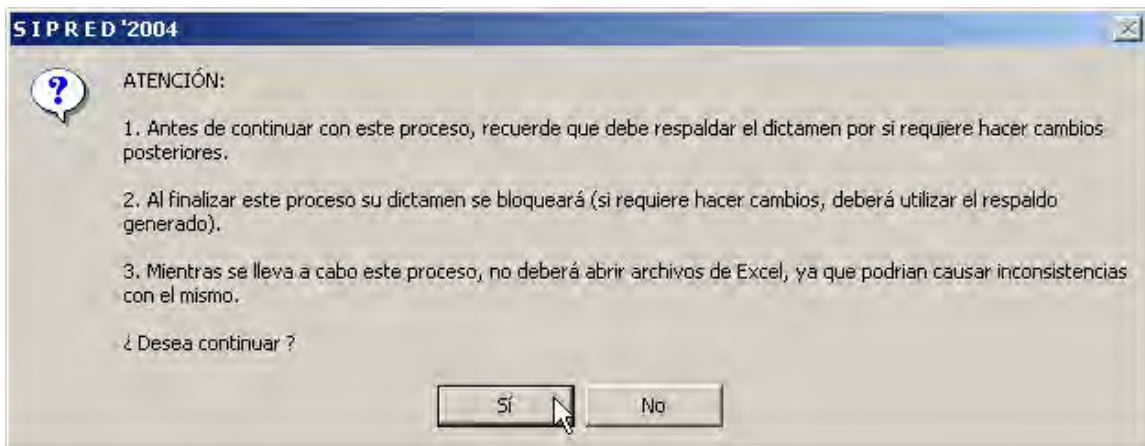 SIPRED'2004
ATENCIÓN:
1. Antes de continuar con este proceso, recuerde que debe respaldar el dictamen por si requiere hacer cambios
posteriores.
2. Al finalizar este proceso su dictamen se bloqueará (si requiere hacer cambios, deberá utilizar el respaldo
generado).
3. Mientras se lleva a cabo este proceso, no deberá abrir archivos de Excel, ya que podrian causar inconsistencias
con el mismo.
¿ Desea continuar ?
Sí No